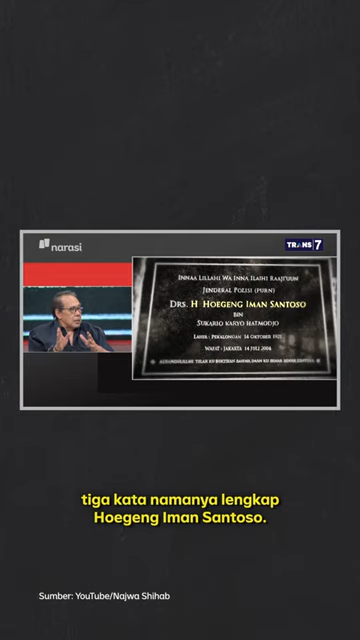 narasi
TRANS 7
INNAA LILLAHI WA INNA ILAIHI RAAJI'UUN
JENDERAL POLISI (PURN)
DRS. H HOEGENG IMAN SANTOSO
BIN
SUKARIO KARYO HATMODJO
LAHIR : PEKALONGAN 14 OKTOBER 1921
WAFAT : JAKARTA 14 JULI 2004
tiga kata namanya lengkap
Hoegeng Iman Santoso.
Sumber: YouTube/Najwa Shihab